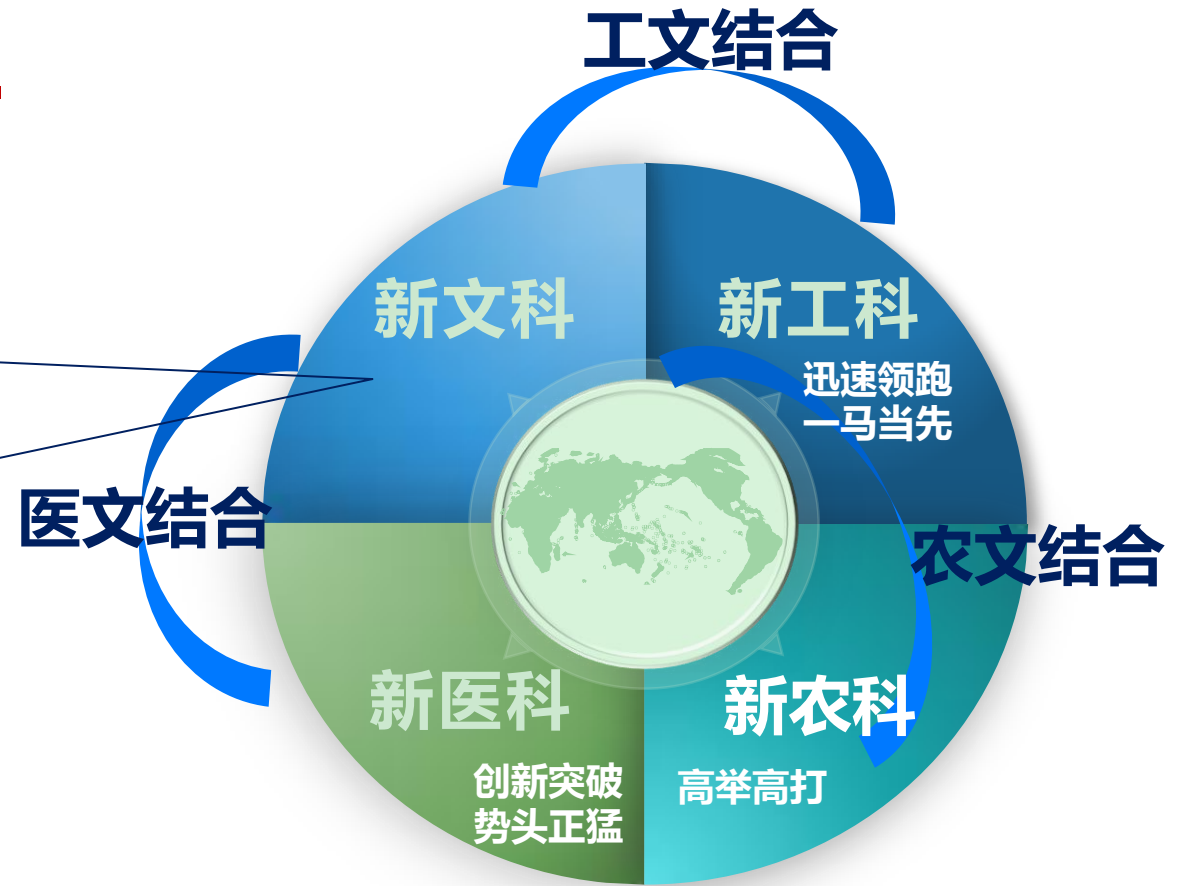 工文结合
新文科
新工科
迅速领跑
一马当先
医文结合
农文结合
新医科
新农科
创新突破
势头正猛
高举高打